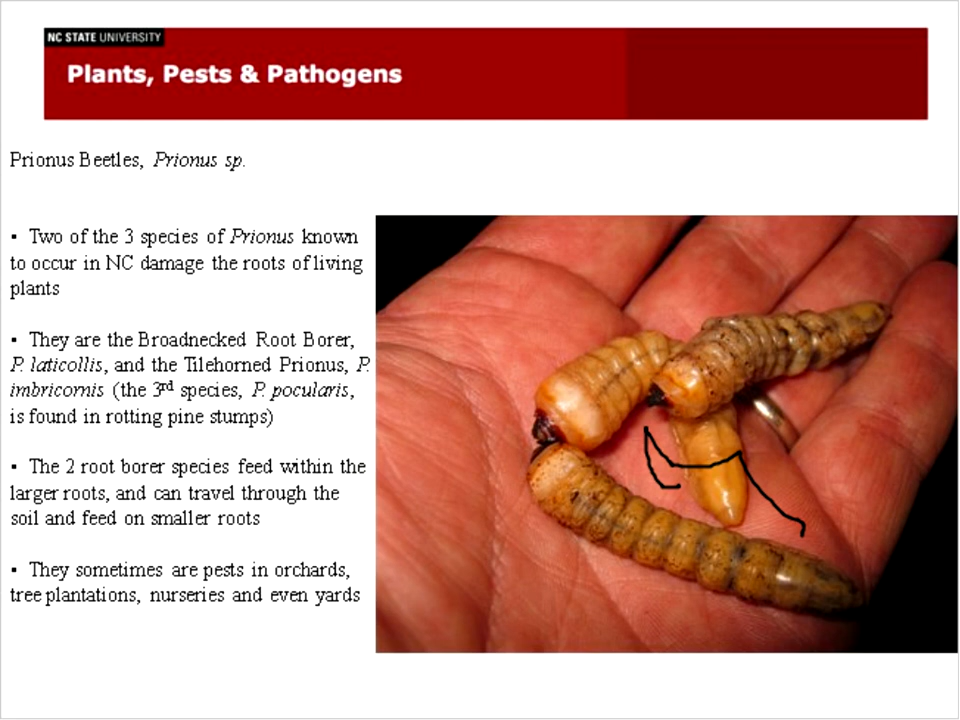 NC STATE UNIVERSITY
Plants, Pests & Pathogens
Prionus Beetles, Prionus sp.
▪ Two of the 3 species of Prionus known
to occur in NC damage the roots of living
plants
▪ They are the Broadnecked Root Borer,
P. laticollis, and the Tilehorned Prionus, P.
imbricornis (the 3rd species, P. pocularis,
is found in rotting pine stumps)
▪ The 2 root borer species feed within the
larger roots, and can travel through the
soil and feed on smaller roots
▪ They sometimes are pests in orchards,
tree plantations, nurseries and even yards